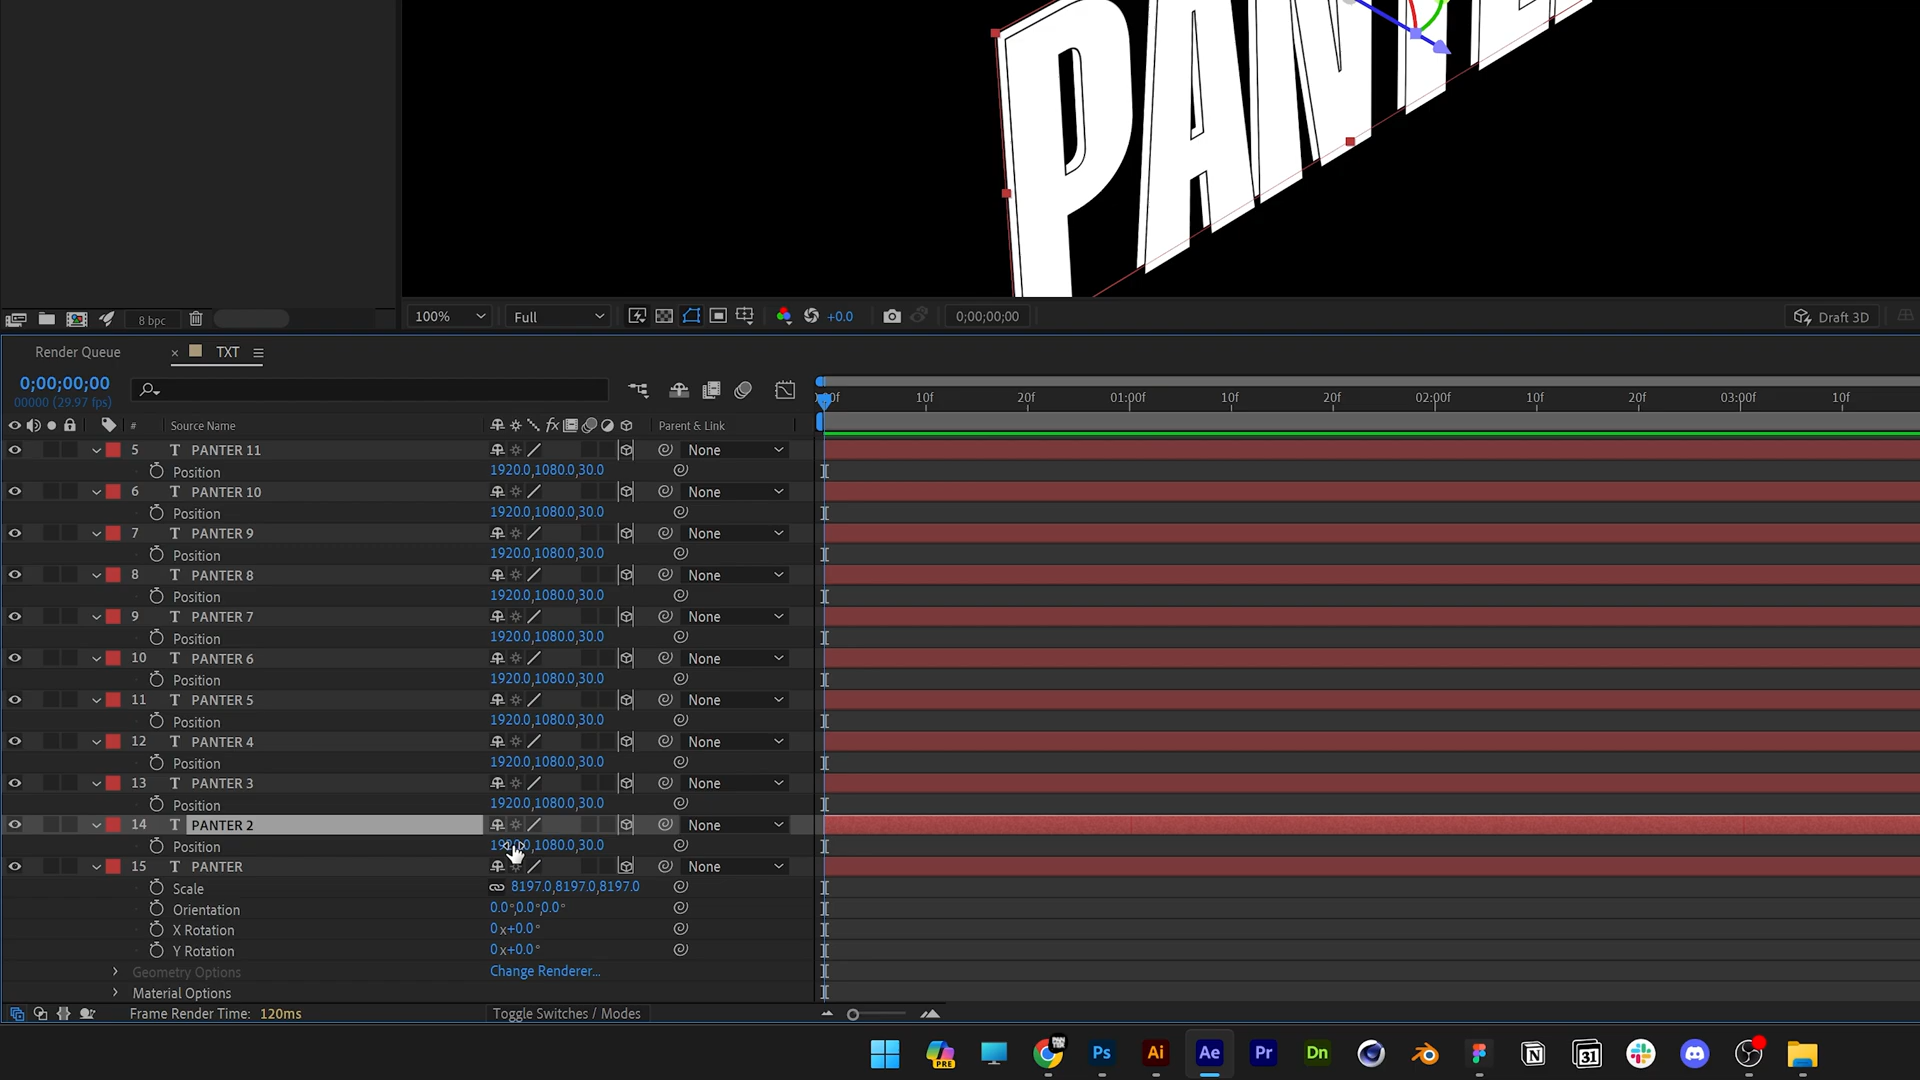 PANTE
8 bpc
100%
Full
+0.0
0;00;00;00
Draft 3D
Render Queue
× TXT
0;00;00;00
00000 (29.97 fps)
10f 20f 01:00f 10f 20f 02:00f 10f 20f 03:00f 10f
# Source Name fx Parent & Link
5 T PANTER 11 None
Position 1920.0,1080.0,30.0
6 T PANTER 10 None
Position 1920.0,1080.0,30.0
7 T PANTER 9 None
Position 1920.0,1080.0,30.0
8 T PANTER 8 None
Position 1920.0,1080.0,30.0
9 T PANTER 7 None
Position 1920.0,1080.0,30.0
10 T PANTER 6 None
Position 1920.0,1080.0,30.0
11 T PANTER 5 None
Position 1920.0,1080.0,30.0
12 T PANTER 4 None
Position 1920.0,1080.0,30.0
13 T PANTER 3 None
Position 1920.0,1080.0,30.0
14 T PANTER 2 None
Position 1920.0,1080.0,30.0
15 T PANTER None
Scale 8197.0,8197.0,8197.0
Orientation 0.0°,0.0°,0.0°
X Rotation 0x+0.0°
Y Rotation 0x+0.0°
Geometry Options Change Renderer...
Material Options
Frame Render Time: 120ms Toggle Switches / Modes
PRE Ps Ai Ae Pr Dn N 31